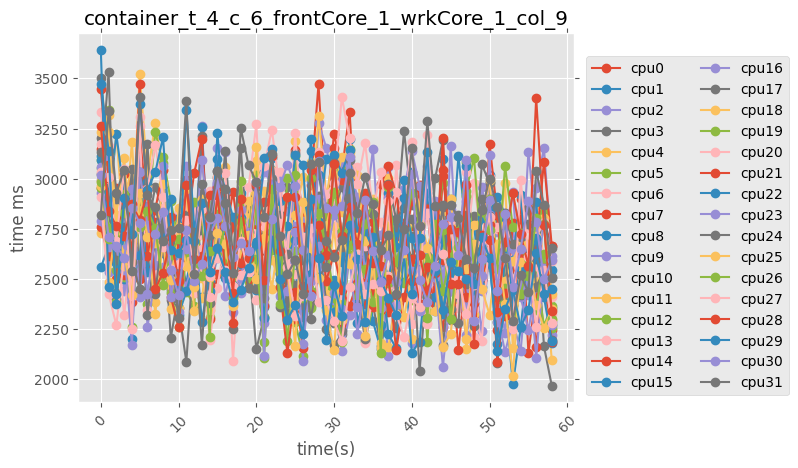 container_t_4_c_6_frontCore_1_wrkCore_1_col_9
time ms
3500
3250
3000
2750
2500
2250
2000
0
10
20
30
40
50
60
time(s)
cpu0
cpu1
cpu2
cpu3
cpu4
cpu5
cpu6
cpu7
cpu8
cpu9
cpu10
cpu11
cpu12
cpu13
cpu14
cpu15
cpu16
cpu17
cpu18
cpu19
cpu20
cpu21
cpu22
cpu23
cpu24
cpu25
cpu26
cpu27
cpu28
cpu29
cpu30
cpu31